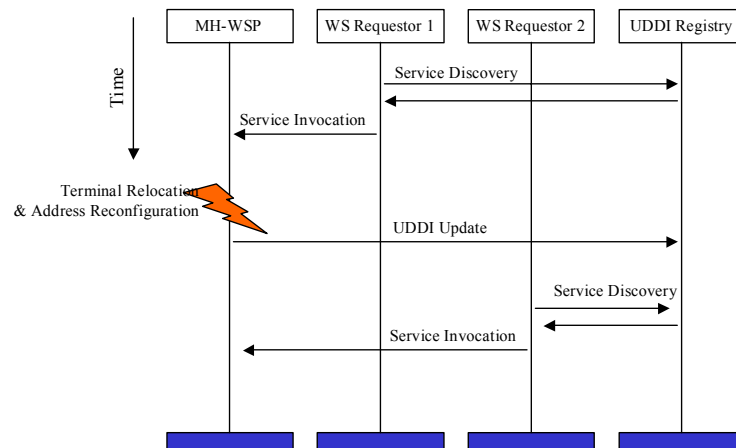 MH-WSP
WS Requestor 1
WS Requestor 2
UDDI Registry
Time
Service Discovery
Service Invocation
Terminal Relocation
& Address Reconfiguration
UDDI Update
Service Discovery
Service Invocation